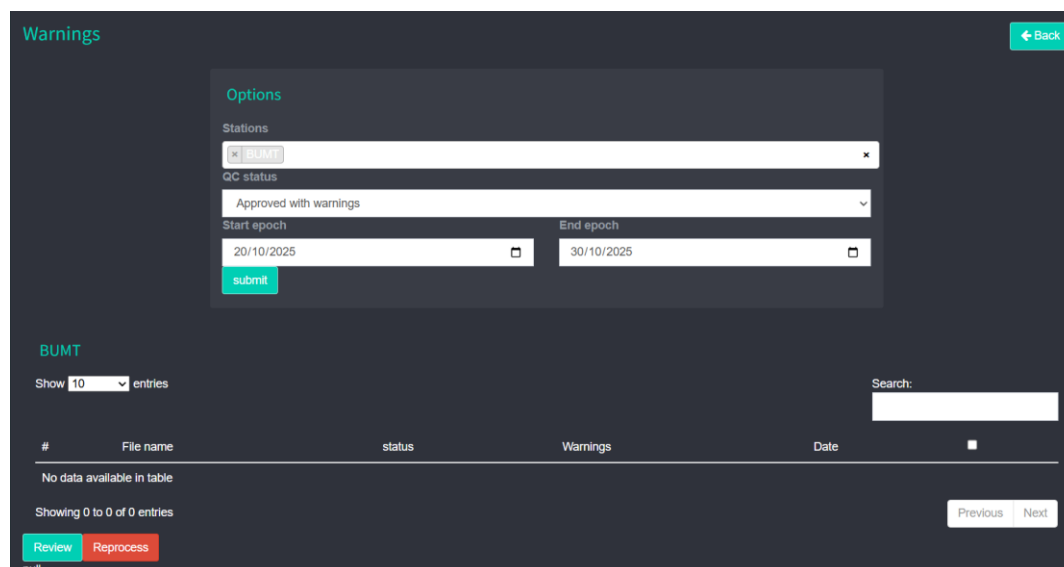 Warnings
Back
Options
Stations
× BUMT ×
QC status
Approved with warnings
Start epoch End epoch
20/10/2025 30/10/2025
submit
BUMT
Show 10 entries Search:
# File name status Warnings Date
No data available in table
Showing 0 to 0 of 0 entries Previous Next
Review Reprocess